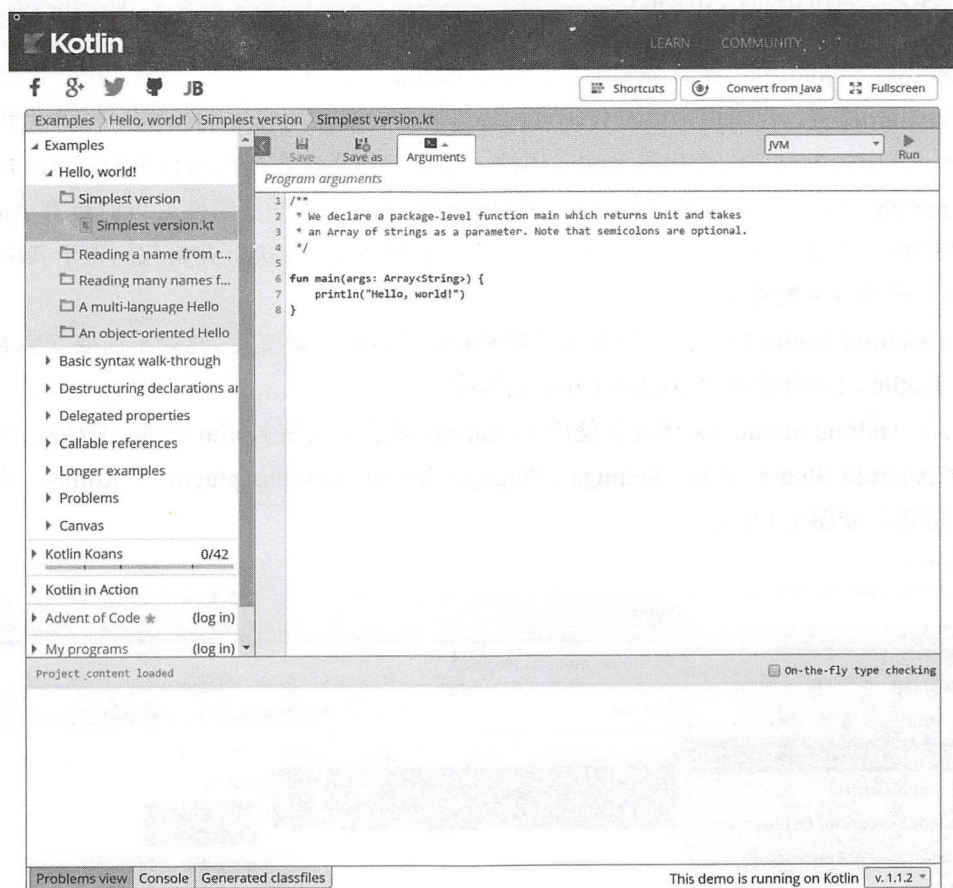 Kotlin
LEARN COMMUNITY
f g+ JB
Shortcuts Convert from Java Fullscreen
Examples Hello, world! Simplest version Simplest version.kt
Examples
Hello, world!
Simplest version
Simplest version.kt
Reading a name from t...
Reading many names f...
A multi-language Hello
An object-oriented Hello
Basic syntax walk-through
Destructuring declarations an
Delegated properties
Callable references
Longer examples
Problems
Canvas
Kotlin Koans 0/42
Kotlin in Action
Advent of Code (log in)
My programs (log in)
Save Save as Arguments JVM Run
Program arguments
1 /**
2 * We declare a package-level function main which returns Unit and takes
3 * an Array of strings as a parameter. Note that semicolons are optional.
4 */
5
6 fun main(args: Array<String>) {
7 println("Hello, world!")
8 }
Project content loaded On-the-fly type checking
Problems view Console Generated classfiles This demo is running on Kotlin v. 1.1.2